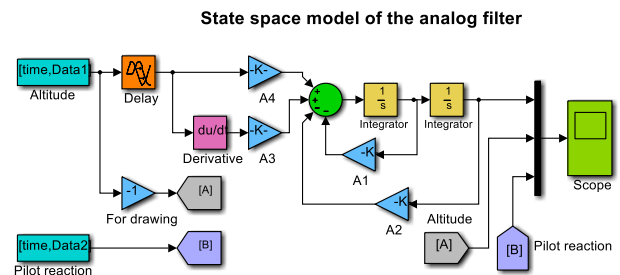 State space model of the analog filter
[time,Data1]
Altitude
Delay
-K-
A4
du/dt
Derivative
-K-
A3
+
+
-
-
1
s
Integrator
1
s
Integrator
-K
A1
-K
A2
-1
For drawing
[A]
[time,Data2]
Pilot reaction
[B]
Altitude
[A]
[B]
Pilot reaction
Scope